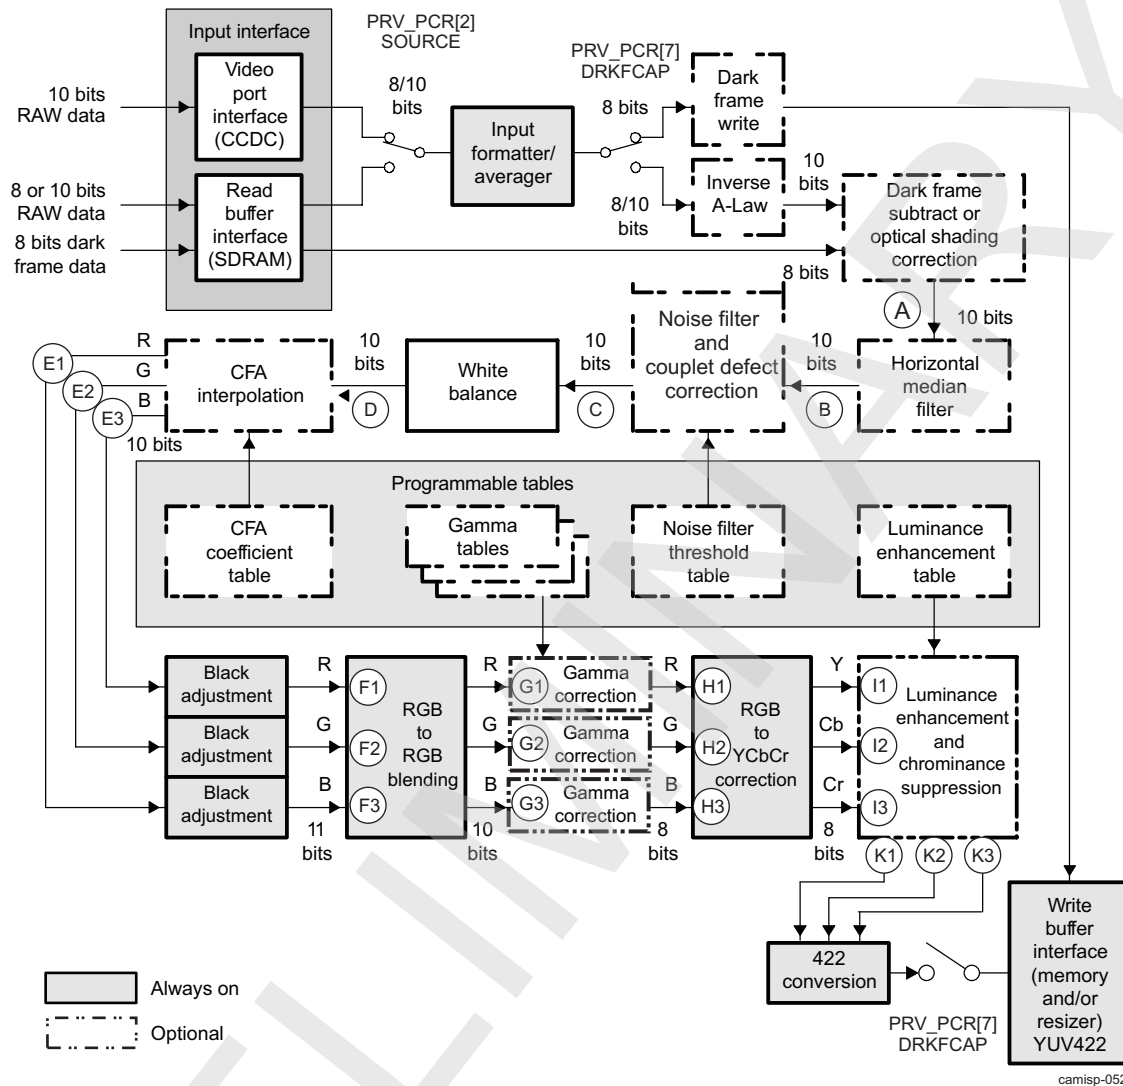 Input interface
PRV_PCR[2]
SOURCE
PRV_PCR[7]
DRKFCAP
10 bits
RAW data
Video
port
interface
(CCDC)
8/10
bits
Input
formatter/
averager
8 bits
Dark
frame
write
8 or 10 bits
RAW data
8 bits dark
frame data
Read
buffer
interface
(SDRAM)
8/10
bits
Inverse
A-Law
10
bits
Dark frame
subtract or
optical shading
correction
8 bits
A
10 bits
E1
E2
E3
R
G
B
10 bits
CFA
interpolation
10
bits
D
White
balance
10
bits
C
Noise filter
and
couplet defect
correction
10
bits
B
Horizontal
median
filter
Programmable tables
CFA
coefficient
table
Gamma
tables
Noise filter
threshold
table
Luminance
enhancement
table
Black
adjustment
Black
adjustment
Black
adjustment
R
G
B
11
bits
F1
F2
F3
RGB
to
RGB
blending
R
G
B
10
bits
G1
Gamma
correction
G2
Gamma
correction
G3
Gamma
correction
R
G
B
8
bits
H1
H2
H3
RGB
to
YCbCr
correction
Y
Cb
Cr
8
bits
I1
I2
I3
Luminance
enhancement
and
chrominance
suppression
K1
K2
K3
422
conversion
PRV_PCR[7]
DRKFCAP
Write
buffer
interface
(memory
and/or
resizer)
YUV422
Always on
Optional
camisp-052